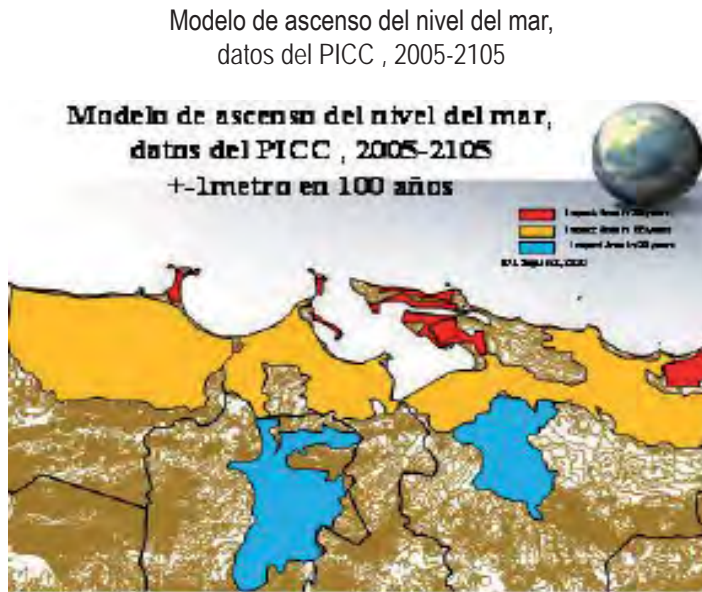 Modelo de ascenso del nivel del mar,
datos del PICC , 2005-2105
Modelo de ascenso del nivel del mar,
datos del PICC , 2005-2105
+-1metro en 100 años